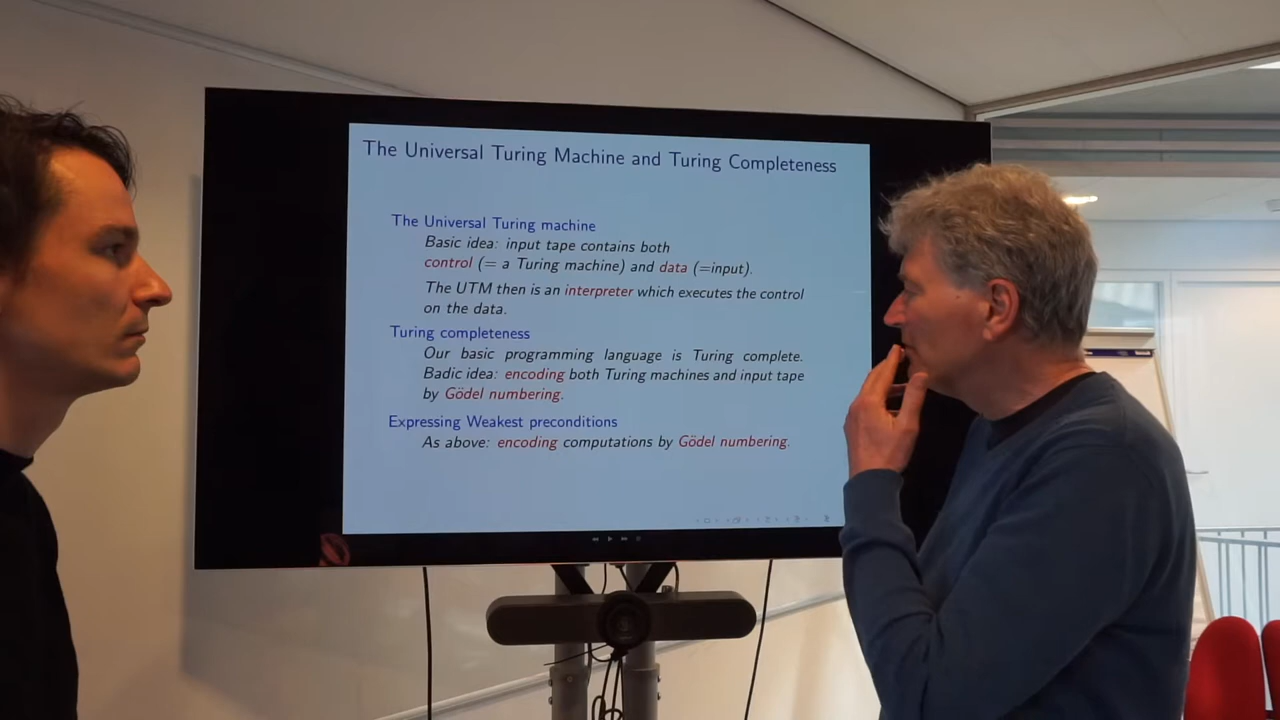 The Universal Turing Machine and Turing Completeness
The Universal Turing machine
Basic idea: input tape contains both
control (= a Turing machine) and data (=input).
The UTM then is an interpreter which executes the control
on the data.
Turing completeness
Our basic programming language is Turing complete.
Badic idea: encoding both Turing machines and input tape
by Gödel numbering.
Expressing Weakest preconditions
As above: encoding computations by Gödel numbering.